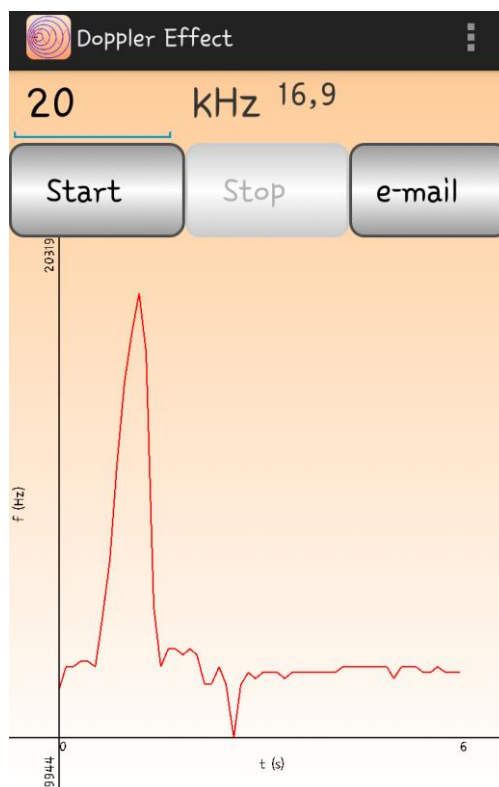 Doppler Effect
20 kHz 16,9
Start Stop e-mail
20319
f (Hz)
0 6
t (s)
9944